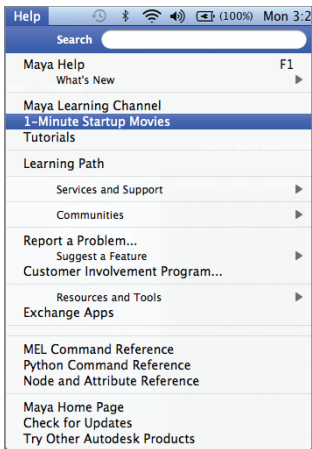 Help (100%) Mon 3:2
Search
Maya Help F1
What's New
Maya Learning Channel
1-Minute Startup Movies
Tutorials
Learning Path
Services and Support
Communities
Report a Problem...
Suggest a Feature
Customer Involvement Program...
Resources and Tools
Exchange Apps
MEL Command Reference
Python Command Reference
Node and Attribute Reference
Maya Home Page
Check for Updates
Try Other Autodesk Products